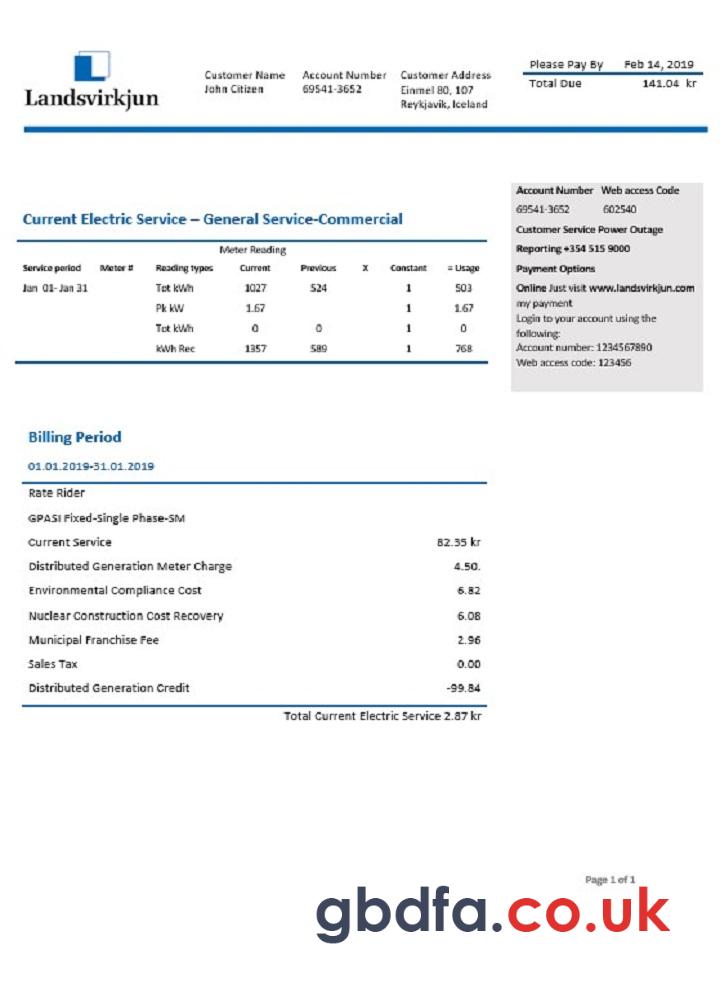 Landsvirkjun
Customer Name Account Number Customer Address
John Citizen 69541-3652 Einmel 80, 107
Reykjavik, Iceland
Please Pay By Feb 14, 2019
Total Due 141.04 kr
Current Electric Service – General Service-Commercial
Meter Reading
Service period Meter # Reading types Current Previous X Constant = Usage
Jan 01- Jan 31 Tot kWh 1027 524 1 503
Pk kW 1.67 1 1.67
Tot kWh 0 0 1 0
kWh Rec 1357 589 1 768
Account Number Web access Code
69541-3652 602540
Customer Service Power Outage
Reporting +354 515 9000
Payment Options
Online Just visit www.landsvirkjun.com
my payment
Login to your account using the
following:
Account number: 1234567890
Web access code: 123456
Billing Period
01.01.2019-31.01.2019
Rate Rider
GPASI Fixed-Single Phase-SM
Current Service 82.35 kr
Distributed Generation Meter Charge 4.50.
Environmental Compliance Cost 6.82
Nuclear Construction Cost Recovery 6.08
Municipal Franchise Fee 2.96
Sales Tax 0.00
Distributed Generation Credit -99.84
Total Current Electric Service 2.87 kr
Page 1 of 1
gbdfa.co.uk